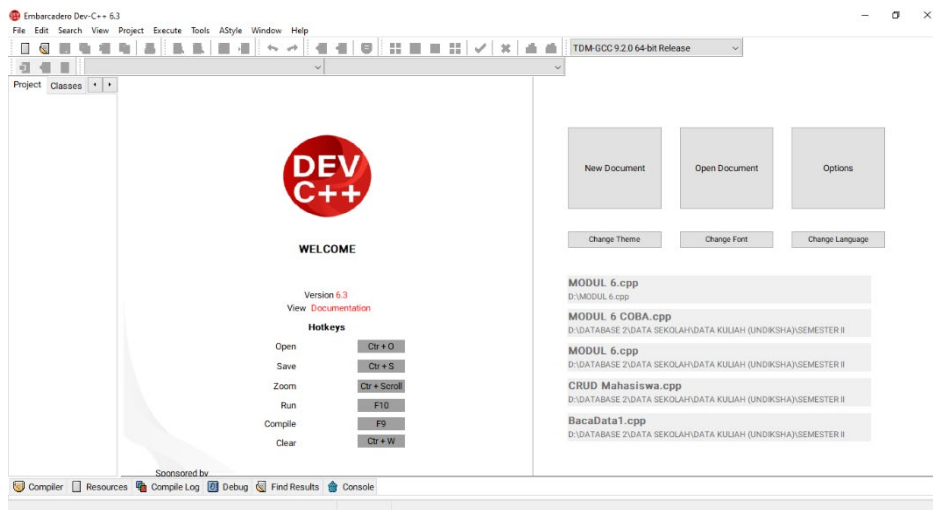 Embarcadero Dev-C++ 6.3
File Edit Search View Project Execute Tools AStyle Window Help
TDM-GCC 9.2.0 64-bit Release
Project Classes
DEV
C++
WELCOME
Version 6.3
View Documentation
Hotkeys
Open Ctr + O
Save Ctr + S
Zoom Ctr + Scroll
Run F10
Compile F9
Clear Ctr + W
Sponsored by
New Document Open Document Options
Change Theme Change Font Change Language
MODUL 6.cpp
D:\MODUL 6.cpp
MODUL 6 COBA.cpp
D:\DATABASE 2\DATA SEKOLAH\DATA KULIAH (UNDIKSHA)\SEMESTER II
MODUL 6.cpp
D:\DATABASE 2\DATA SEKOLAH\DATA KULIAH (UNDIKSHA)\SEMESTER II
CRUD Mahasiswa.cpp
D:\DATABASE 2\DATA SEKOLAH\DATA KULIAH (UNDIKSHA)\SEMESTER II
BacaData1.cpp
D:\DATABASE 2\DATA SEKOLAH\DATA KULIAH (UNDIKSHA)\SEMESTER II
Compiler Resources Compile Log Debug Find Results Console